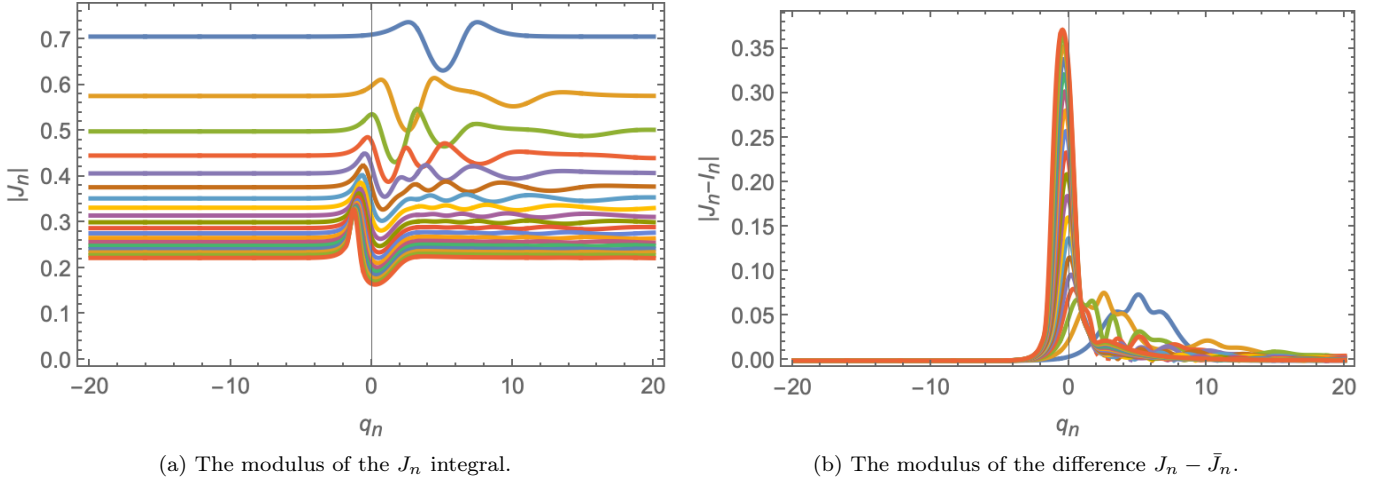 |Jₙ|
0.7
0.6
0.5
0.4
0.3
0.2
0.1
0.0
−20 −10 0 10 20
qₙ
(a) The modulus of the Jₙ integral.
|Jₙ−Iₙ|
0.35
0.30
0.25
0.20
0.15
0.10
0.05
0.00
−20 −10 0 10 20
qₙ
(b) The modulus of the difference Jₙ − J̄ₙ.